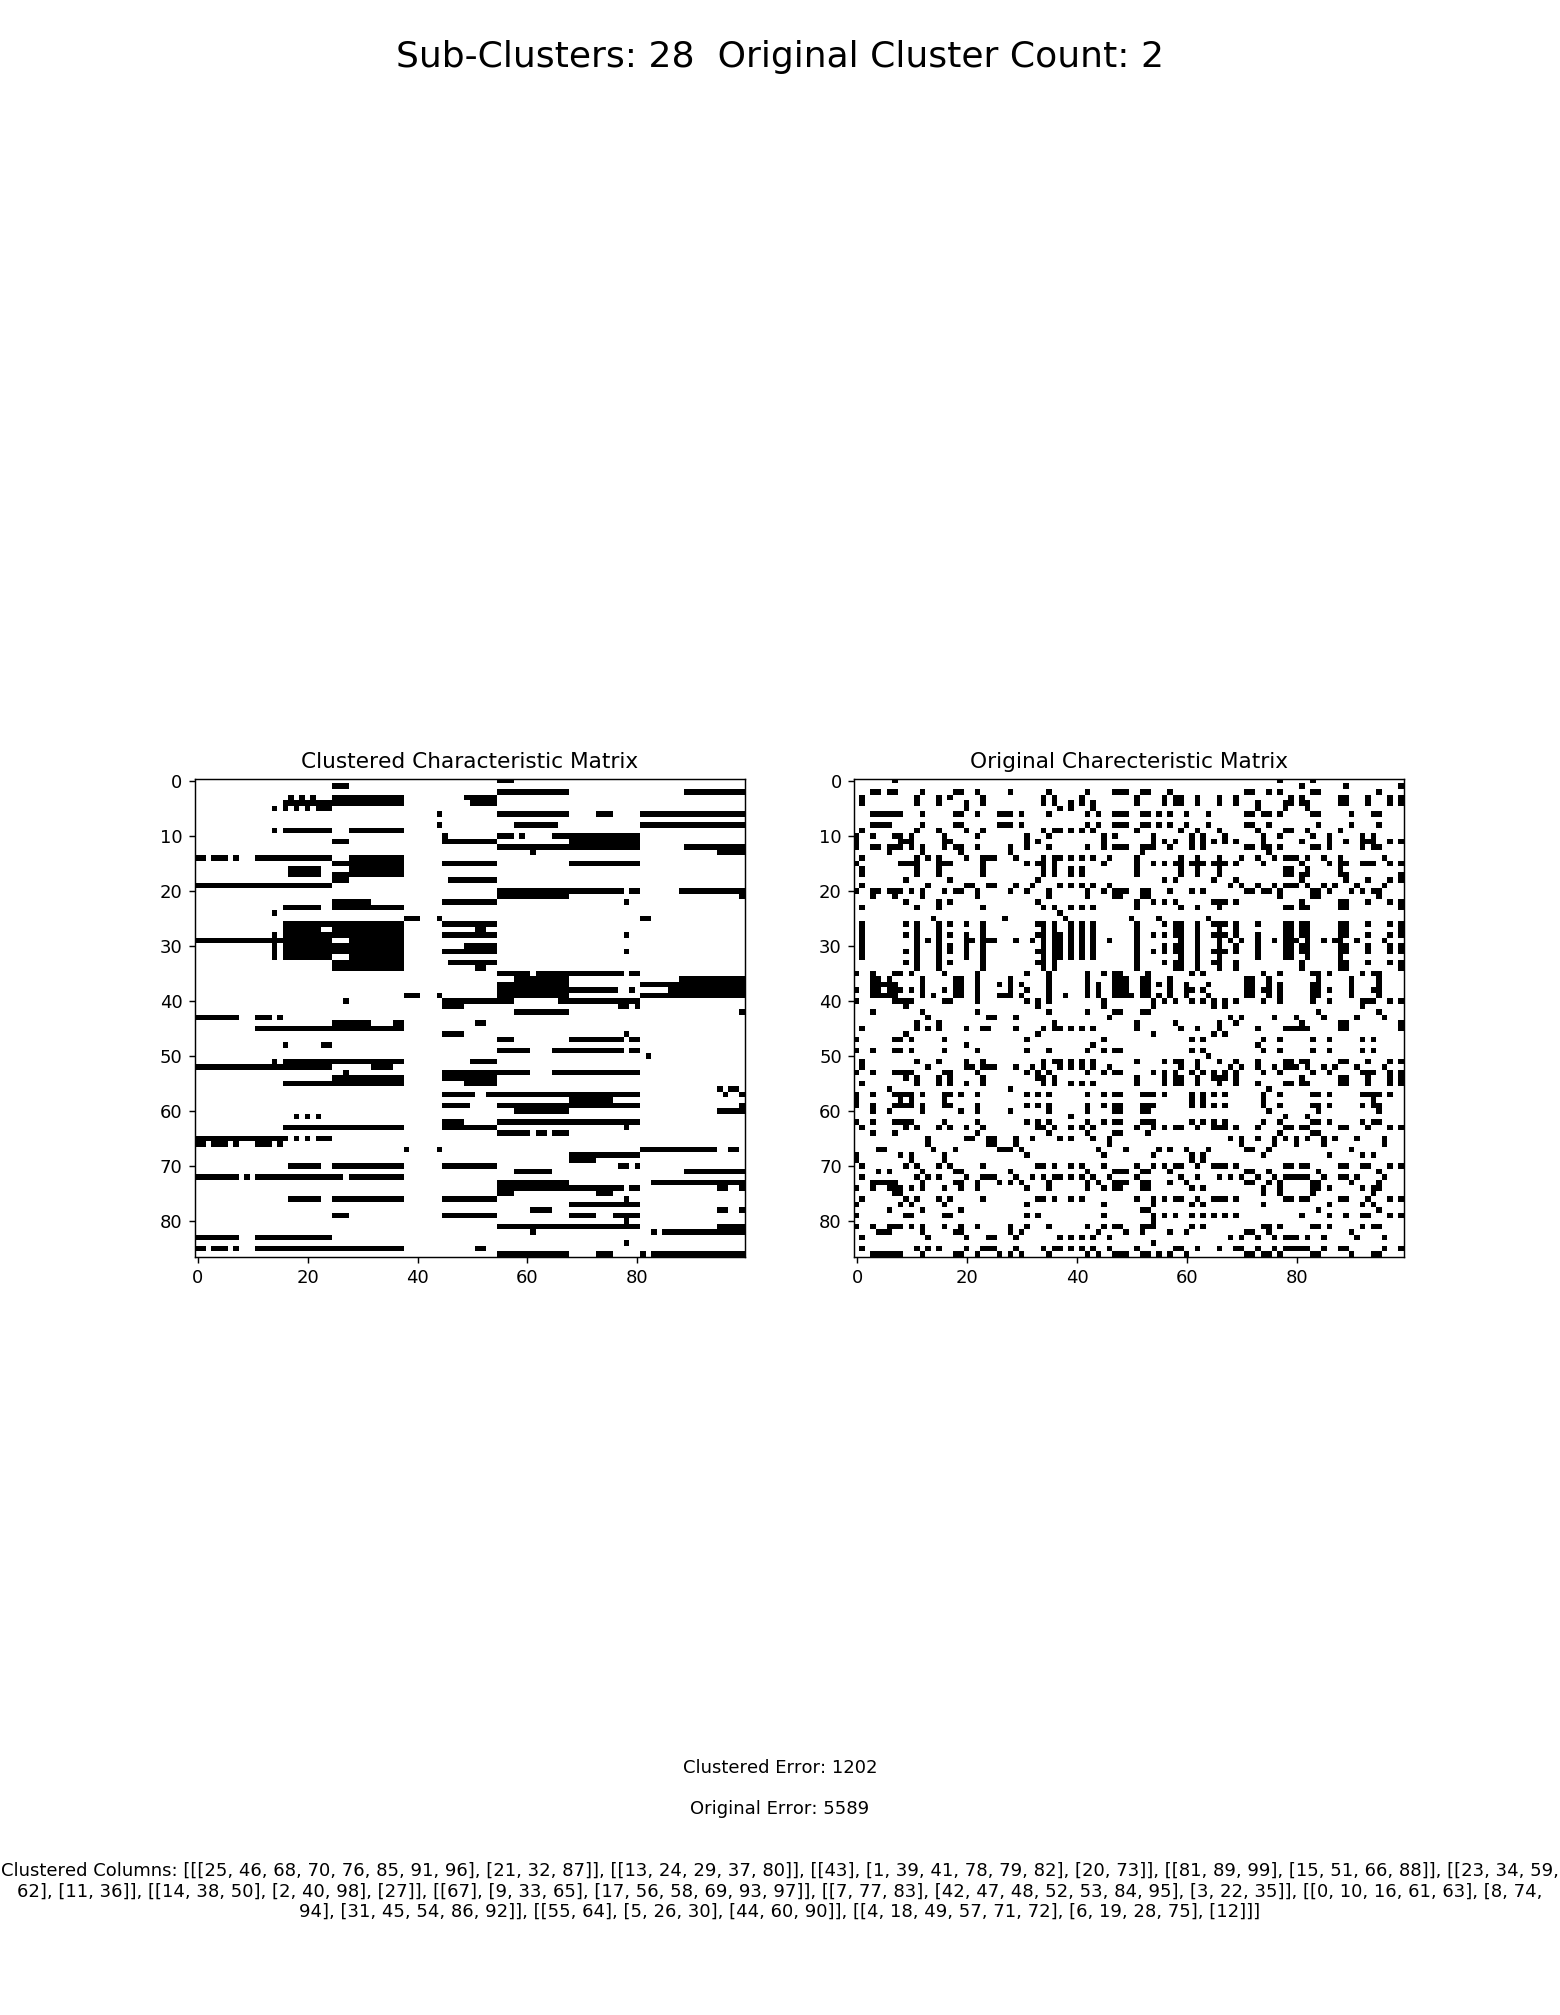 Sub-Clusters: 28  Original Cluster Count: 2
Clustered Characteristic Matrix
0
10
20
30
40
50
60
70
80
0 20 40 60 80
Original Charecteristic Matrix
0
10
20
30
40
50
60
70
80
0 20 40 60 80
Clustered Error: 1202
Original Error: 5589
Clustered Columns: [[[25, 46, 68, 70, 76, 85, 91, 96], [21, 32, 87]], [[13, 24, 29, 37, 80]], [[43], [1, 39, 41, 78, 79, 82], [20, 73]], [[81, 89, 99], [15, 51, 66, 88]], [[23, 34, 59,
62], [11, 36]], [[14, 38, 50], [2, 40, 98], [27]], [[67], [9, 33, 65], [17, 56, 58, 69, 93, 97]], [[7, 77, 83], [42, 47, 48, 52, 53, 84, 95], [3, 22, 35]], [[0, 10, 16, 61, 63], [8, 74,
94], [31, 45, 54, 86, 92]], [[55, 64], [5, 26, 30], [44, 60, 90]], [[4, 18, 49, 57, 71, 72], [6, 19, 28, 75], [12]]]